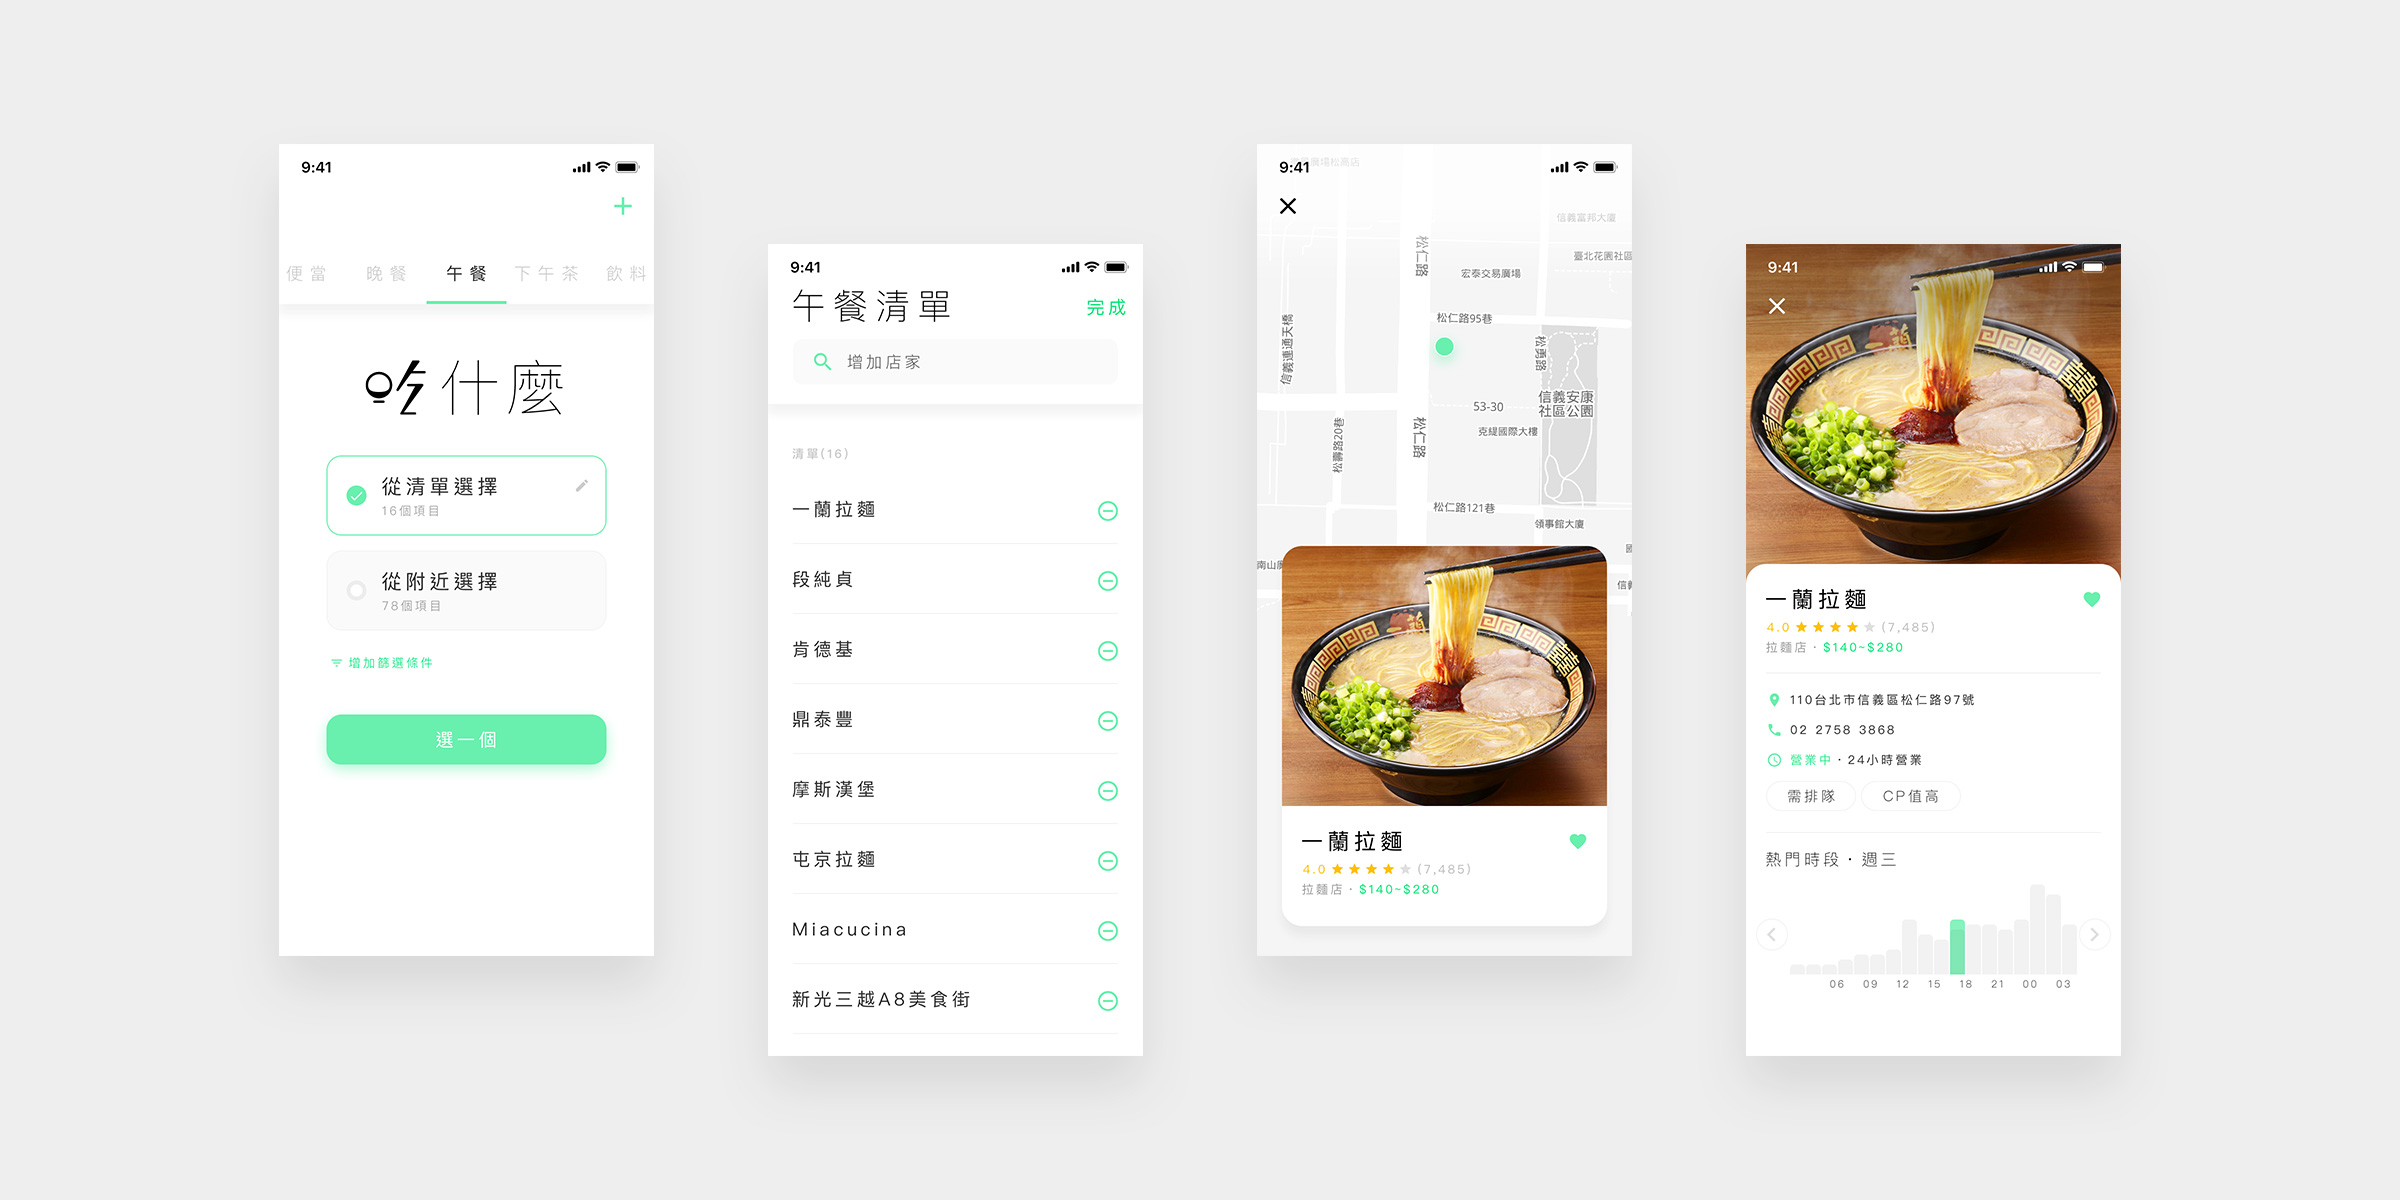 9:41
便當 晚餐 午餐 下午茶 飲料
吃什麼
從清單選擇
16個項目
從附近選擇
78個項目
增加篩選條件
選一個
9:41
午餐清單
完成
增加店家
清單(16)
一蘭拉麵
段純貞
肯德基
鼎泰豐
摩斯漢堡
屯京拉麵
Miacucina
新光三越A8美食街
9:41
廣場松高店
信義富邦大廈
松仁路
臺北花園社區
宏泰交易廣場
松仁路95巷
信義連通天橋
松勇路
信義安康
社區公園
53-30
克緹國際大樓
松壽路20巷
松仁路
松仁路121巷
領事館大廈
南山廣
一蘭拉麵
4.0 (7,485)
拉麵店・$140~$280
9:41
一蘭拉麵
4.0 (7,485)
拉麵店・$140~$280
110台北市信義區松仁路97號
02 2758 3868
營業中・24小時營業
需排隊 CP值高
熱門時段・週三
06 09 12 15 18 21 00 03